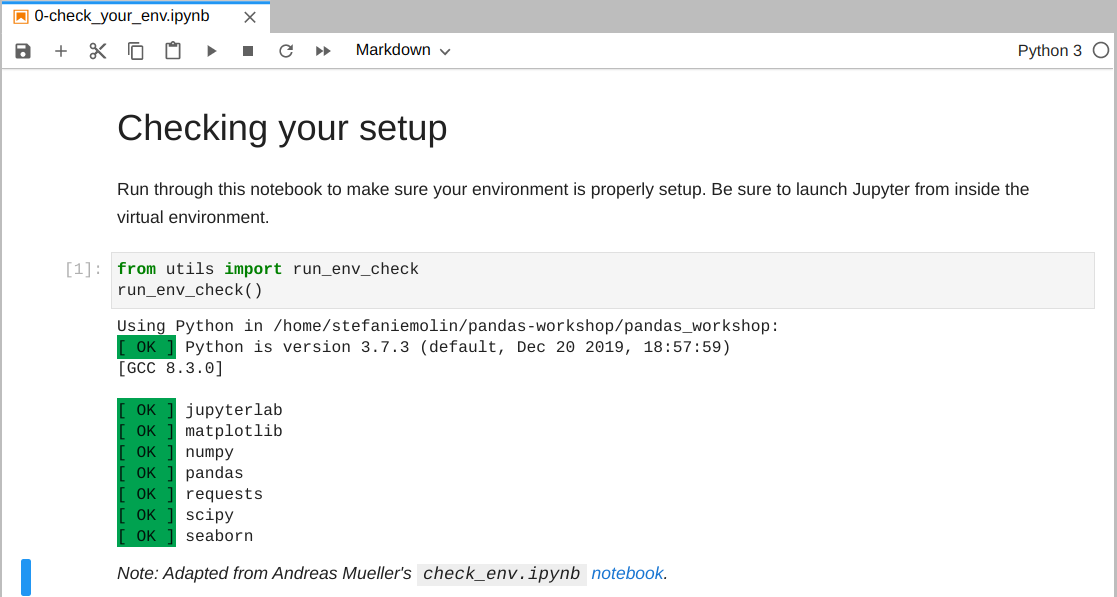 0-check_your_env.ipynb
Markdown
Python 3
Checking your setup
Run through this notebook to make sure your environment is properly setup. Be sure to launch Jupyter from inside the
virtual environment.
[1]: from utils import run_env_check
run_env_check()
Using Python in /home/stefaniemolin/pandas-workshop/pandas_workshop:
[ OK ] Python is version 3.7.3 (default, Dec 20 2019, 18:57:59)
[GCC 8.3.0]
[ OK ] jupyterlab
[ OK ] matplotlib
[ OK ] numpy
[ OK ] pandas
[ OK ] requests
[ OK ] scipy
[ OK ] seaborn
Note: Adapted from Andreas Mueller's check_env.ipynb notebook.